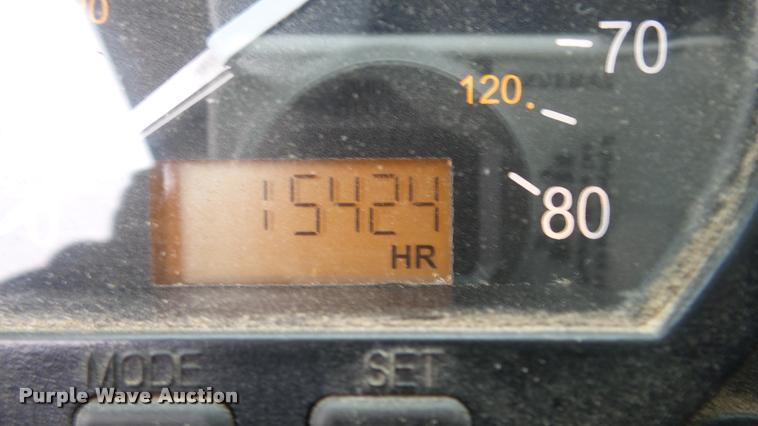 70
120.
80
15424
HR
MODE SET
Purple Wave Auction